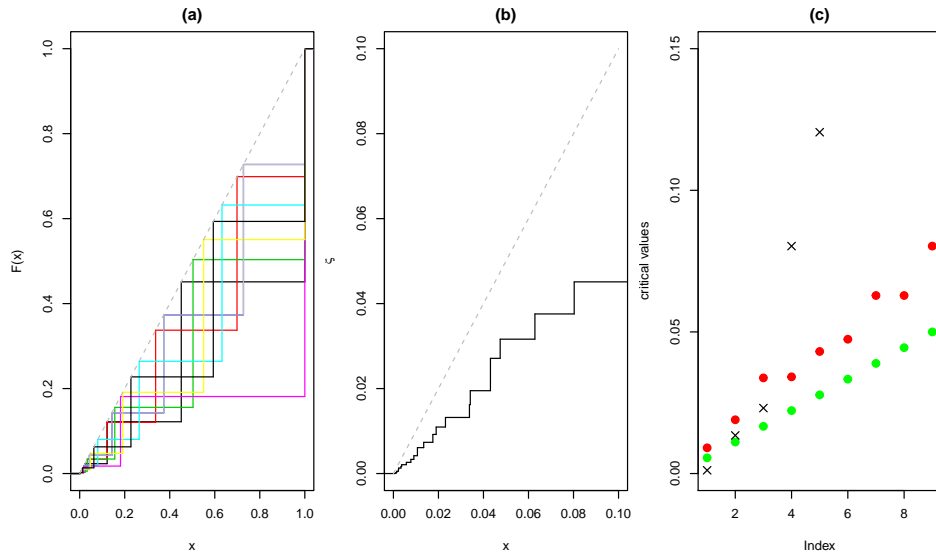 (a)
F(x)
1.0
0.8
0.6
0.4
0.2
0.0
0.0 0.2 0.4 0.6 0.8 1.0
x
(b)
ξ
0.10
0.08
0.06
0.04
0.02
0.00
0.00 0.02 0.04 0.06 0.08 0.10
x
(c)
critical values
0.15
0.10
0.05
0.00
2 4 6 8
Index